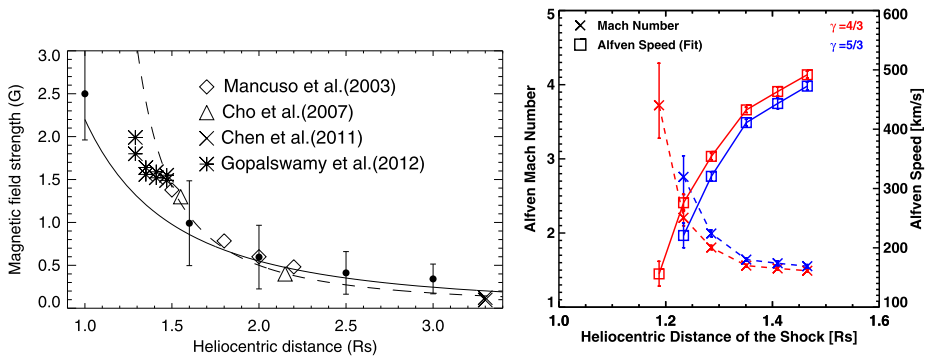 3.0
2.5
2.0
1.5
1.0
0.5
0.0
Magnetic field strength (G)
Mancuso et al.(2003)
Cho et al.(2007)
Chen et al.(2011)
Gopalswamy et al.(2012)
1.0 1.5 2.0 2.5 3.0
Heliocentric distance (Rs)
5
4
3
2
1
Alfven Mach Number
Mach Number γ=4/3
Alfven Speed (Fit) γ=5/3
600
500
400
300
200
100
Alfven Speed [km/s]
1.0 1.2 1.4 1.6
Heliocentric Distance of the Shock [Rs]